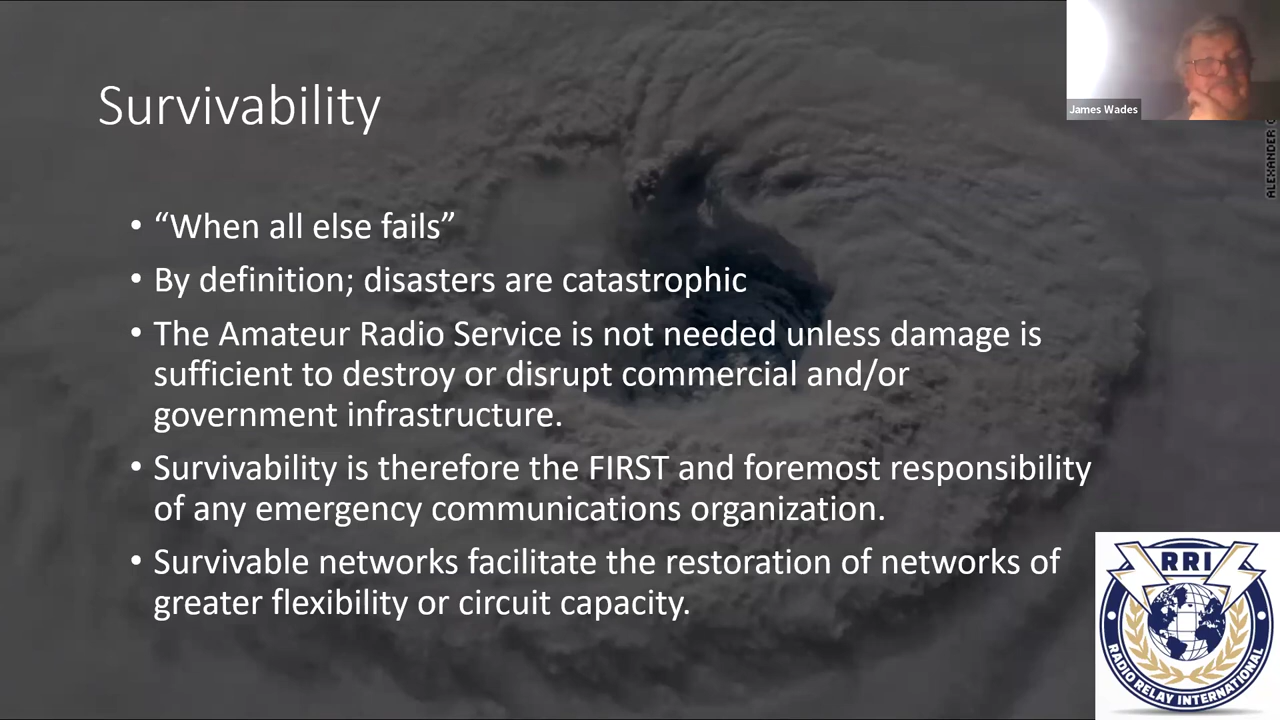 Survivability
• “When all else fails”
• By definition; disasters are catastrophic
• The Amateur Radio Service is not needed unless damage is
sufficient to destroy or disrupt commercial and/or
government infrastructure.
• Survivability is therefore the FIRST and foremost responsibility
of any emergency communications organization.
• Survivable networks facilitate the restoration of networks of
greater flexibility or circuit capacity.
James Wades
ALEXANDER
RRI
RADIO RELAY INTERNATIONAL